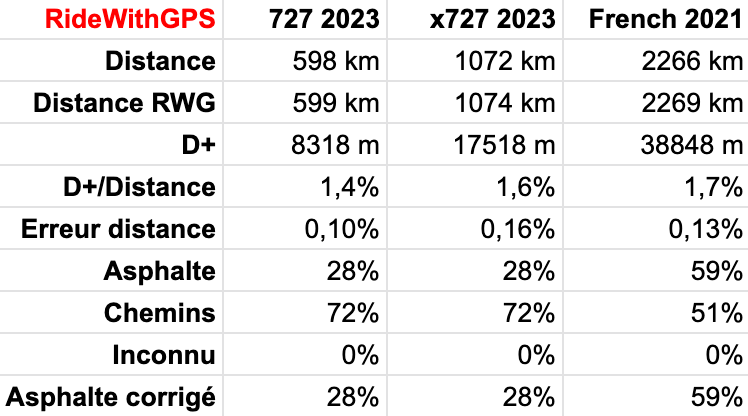 RideWithGPS 727 2023 x727 2023 French 2021
Distance 598 km 1072 km 2266 km
Distance RWG 599 km 1074 km 2269 km
D+ 8318 m 17518 m 38848 m
D+/Distance 1,4% 1,6% 1,7%
Erreur distance 0,10% 0,16% 0,13%
Asphalte 28% 28% 59%
Chemins 72% 72% 51%
Inconnu 0% 0% 0%
Asphalte corrigé 28% 28% 59%